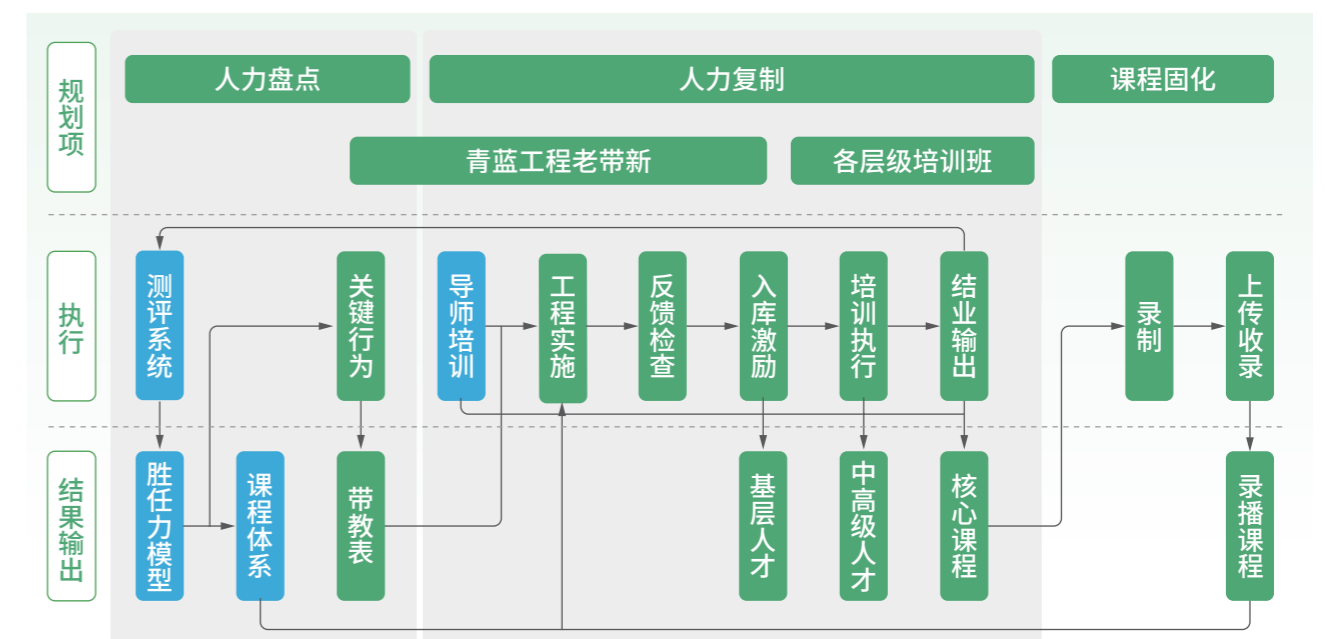 规划项
人力盘点
人力复制
课程固化
青蓝工程老带新
各层级培训班
执行
测评系统
关键行为
导师培训
工程实施
反馈检查
入库激励
培训执行
结业输出
录制
上传收录
结果输出
胜任力模型
课程体系
带教表
基层人才
中高级人才
核心课程
录播课程